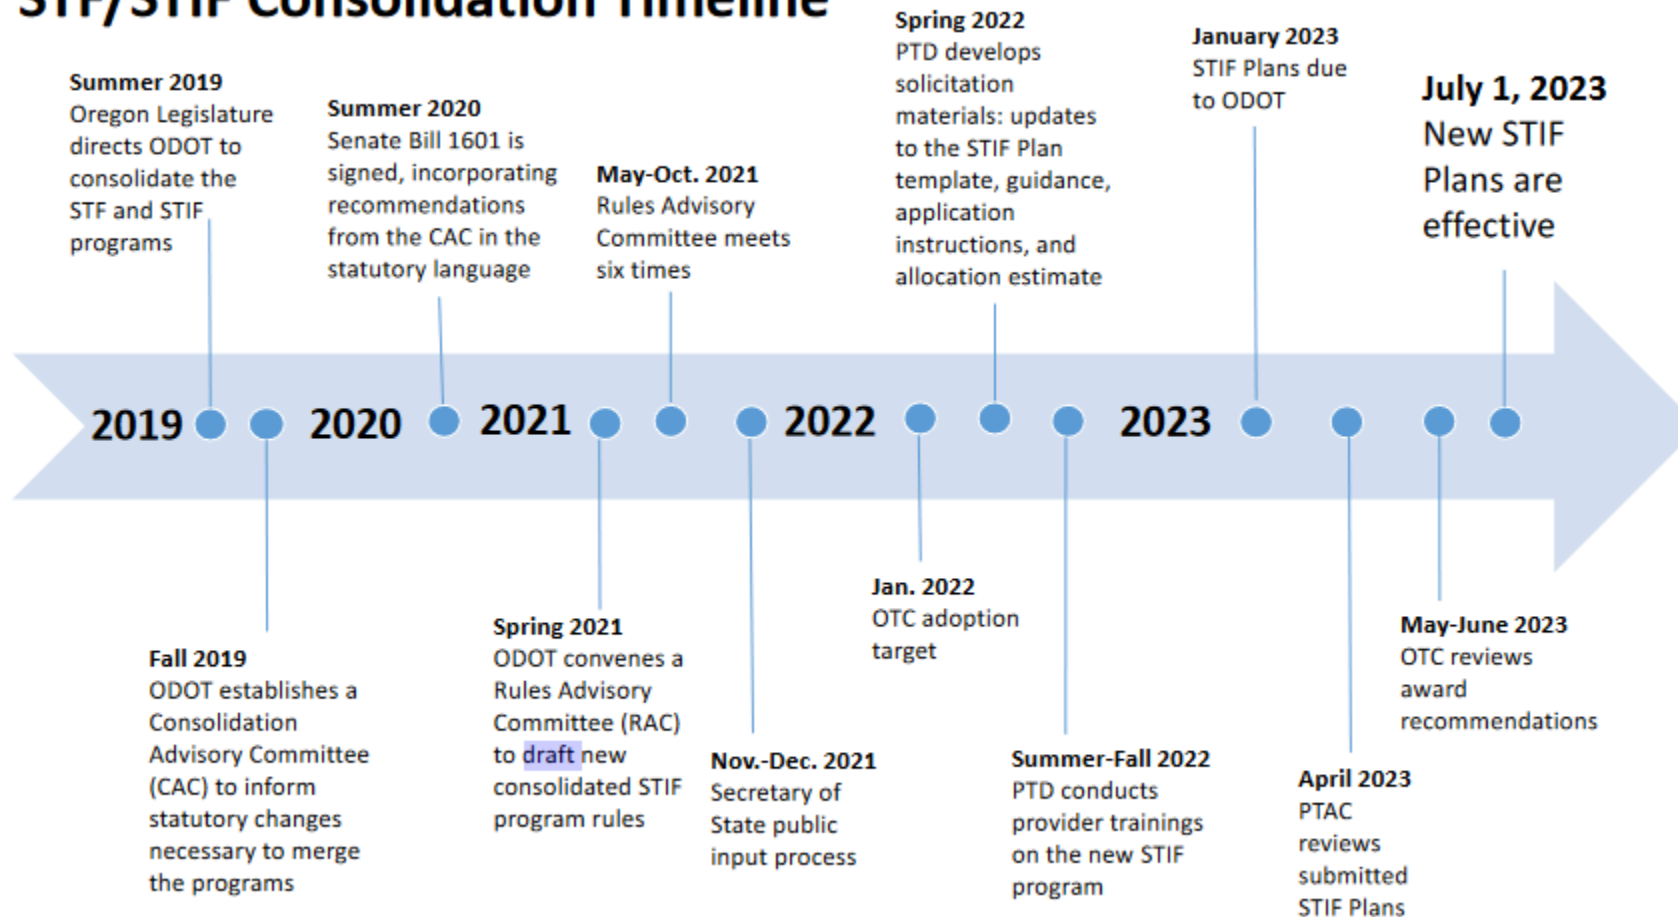 STF/STIF Consolidation Timeline
Summer 2019
Oregon Legislature
directs ODOT to
consolidate the
STF and STIF
programs
Summer 2020
Senate Bill 1601 is
signed, incorporating
recommendations
from the CAC in the
statutory language
May-Oct. 2021
Rules Advisory
Committee meets
six times
Spring 2022
PTD develops
solicitation
materials: updates
to the STIF Plan
template, guidance,
application
instructions, and
allocation estimate
January 2023
STIF Plans due
to ODOT
July 1, 2023
New STIF
Plans are
effective
2019
2020
2021
2022
2023
Fall 2019
ODOT establishes a
Consolidation
Advisory Committee
(CAC) to inform
statutory changes
necessary to merge
the programs
Spring 2021
ODOT convenes a
Rules Advisory
Committee (RAC)
to draft new
consolidated STIF
program rules
Nov.-Dec. 2021
Secretary of
State public
input process
Jan. 2022
OTC adoption
target
Summer-Fall 2022
PTD conducts
provider trainings
on the new STIF
program
April 2023
PTAC
reviews
submitted
STIF Plans
May-June 2023
OTC reviews
award
recommendations